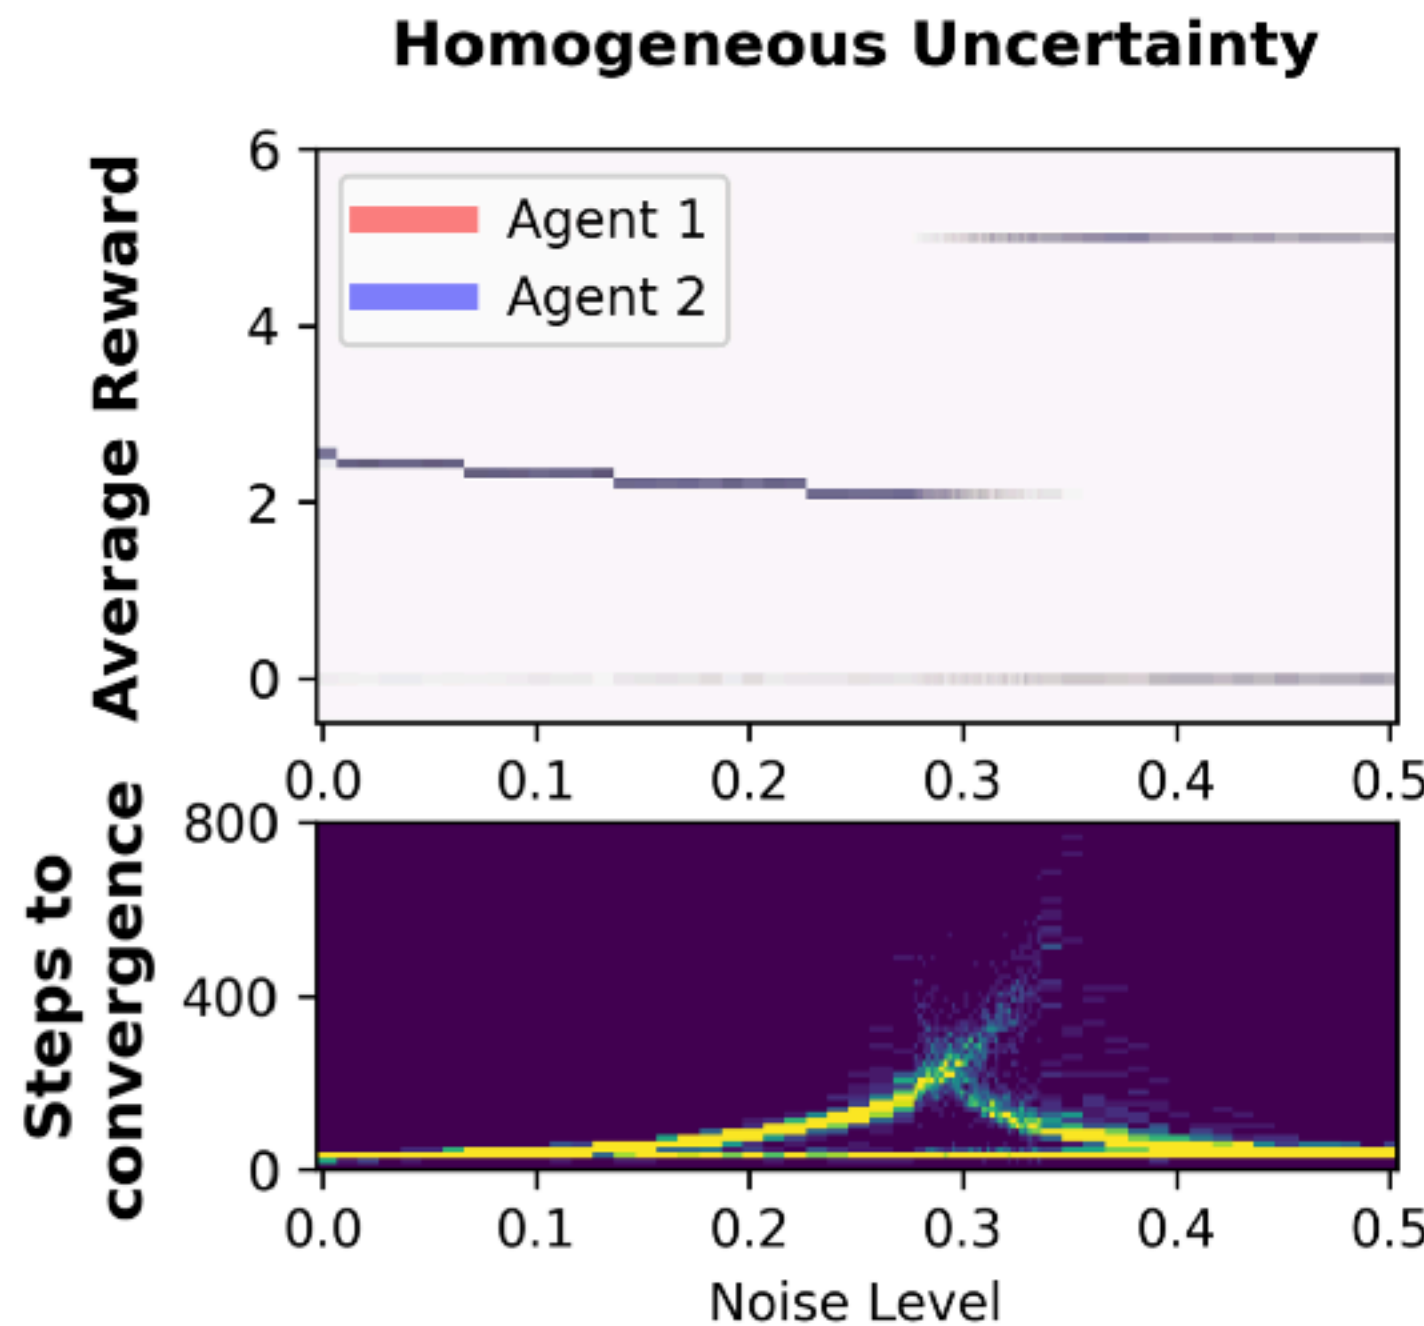 Homogeneous Uncertainty
Average Reward
6
4
2
0
Agent 1
Agent 2
0.0 0.1 0.2 0.3 0.4 0.5
Steps to
convergence
800
400
0
0.0 0.1 0.2 0.3 0.4 0.5
Noise Level